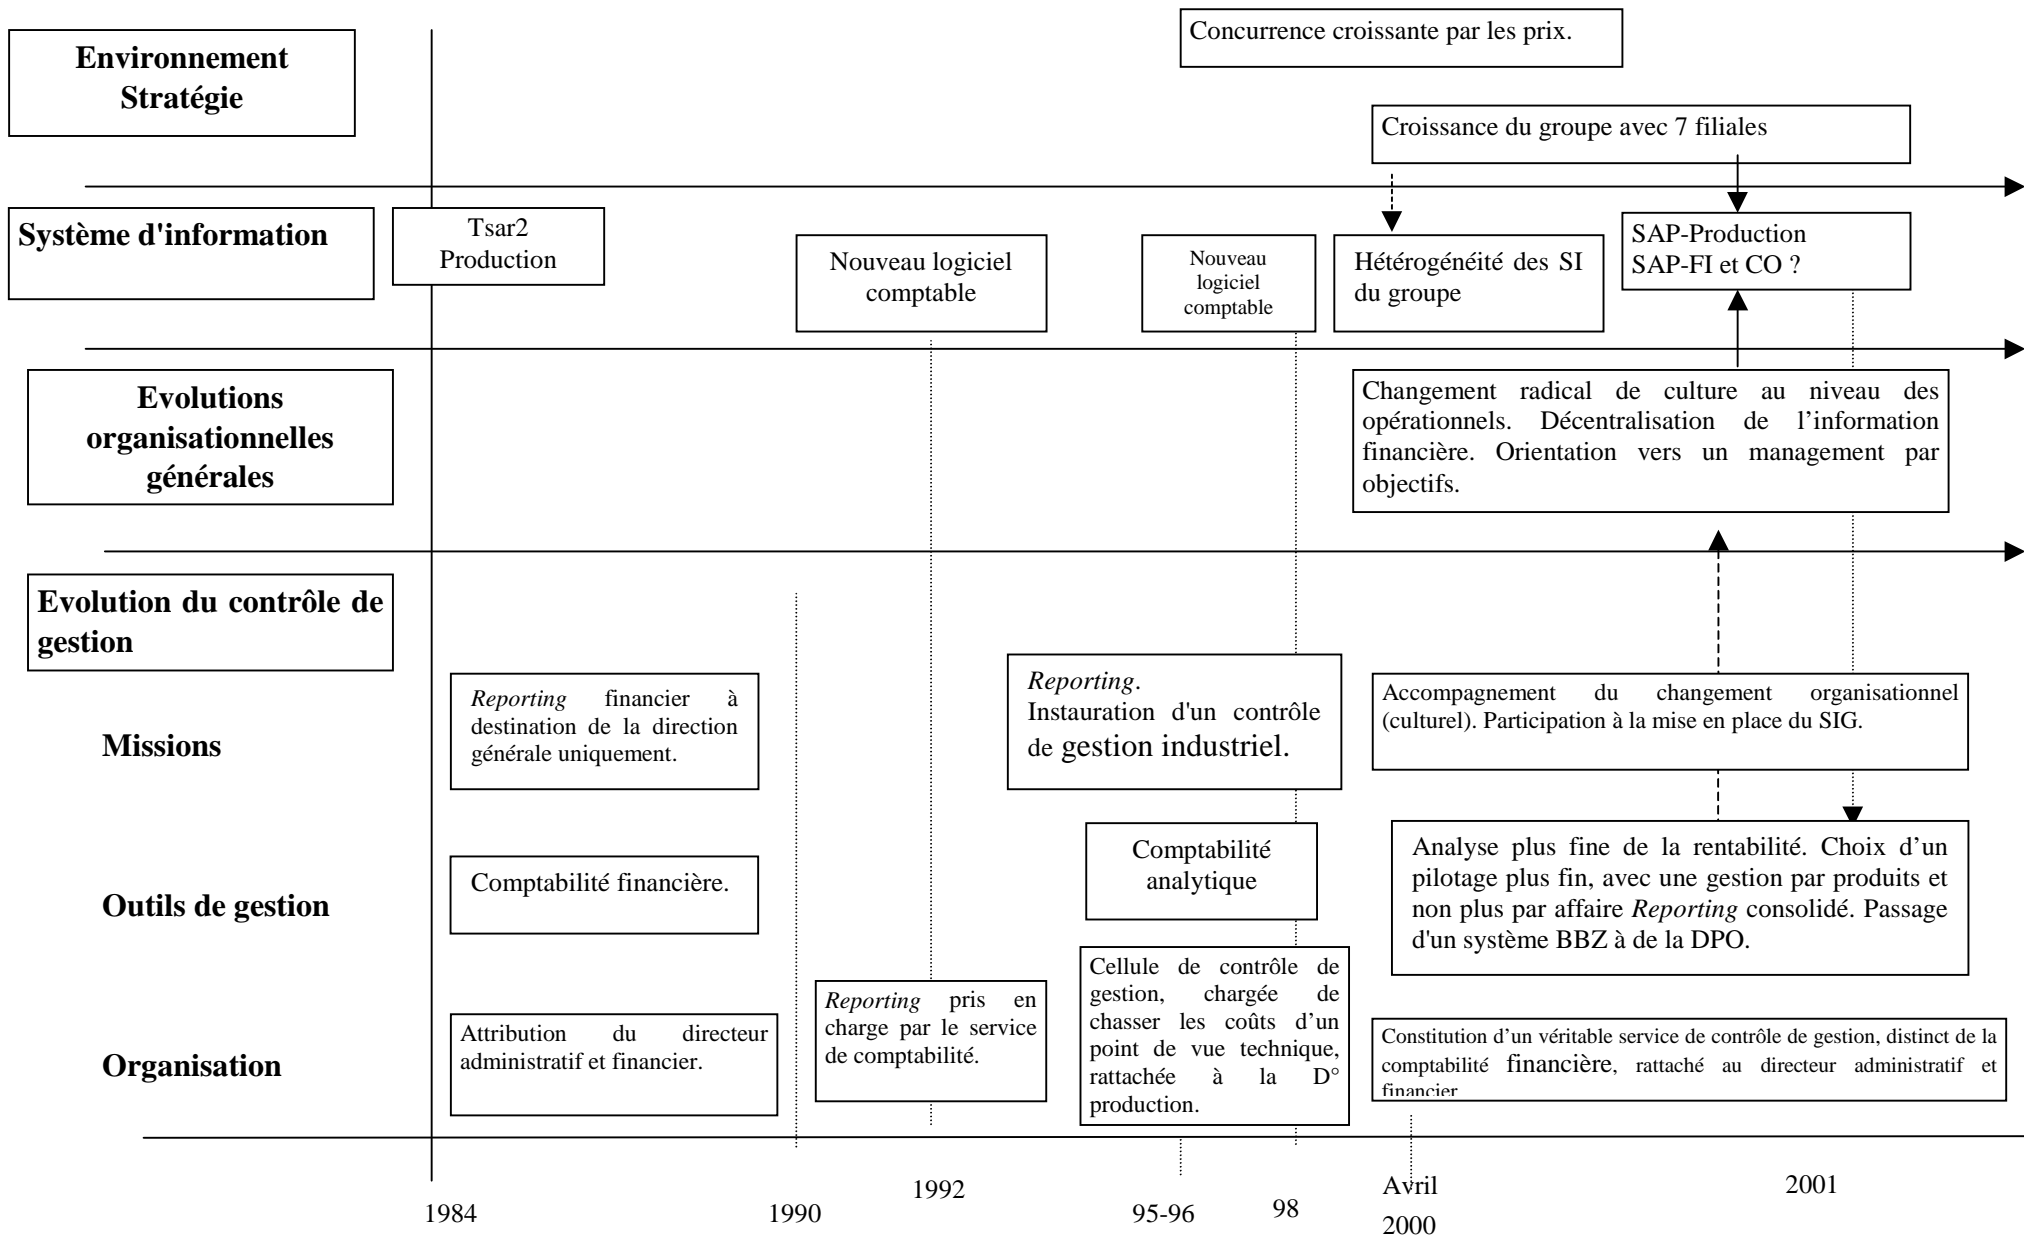 Concurrence croissante par les prix.
Environnement
Stratégie
Croissance du groupe avec 7 filiales
Système d'information
Tsar2
Production
Nouveau logiciel
comptable
Nouveau
logiciel
comptable
Hétérogénéité des SI
du groupe
SAP-Production
SAP-FI et CO ?
Evolutions
organisationnelles
générales
Changement radical de culture au niveau des
opérationnels. Décentralisation de l’information
financière. Orientation vers un management par
objectifs.
Evolution du contrôle de
gestion
Missions
Reporting financier à
destination de la direction
générale uniquement.
Reporting.
Instauration d'un contrôle
de gestion industriel.
Accompagnement du changement organisationnel
(culturel). Participation à la mise en place du SIG.
Outils de gestion
Comptabilité financière.
Comptabilité
analytique
Analyse plus fine de la rentabilité. Choix d’un
pilotage plus fin, avec une gestion par produits et
non plus par affaire Reporting consolidé. Passage
d'un système BBZ à de la DPO.
Organisation
Attribution du directeur
administratif et financier.
Reporting pris en
charge par le service
de comptabilité.
Cellule de contrôle de
gestion, chargée de
chasser les coûts d’un
point de vue technique,
rattachée à la D°
production.
Constitution d’un véritable service de contrôle de gestion, distinct de la
comptabilité financière, rattaché au directeur administratif et
financier
1984
1990
1992
95-96
98
Avril
2000
2001